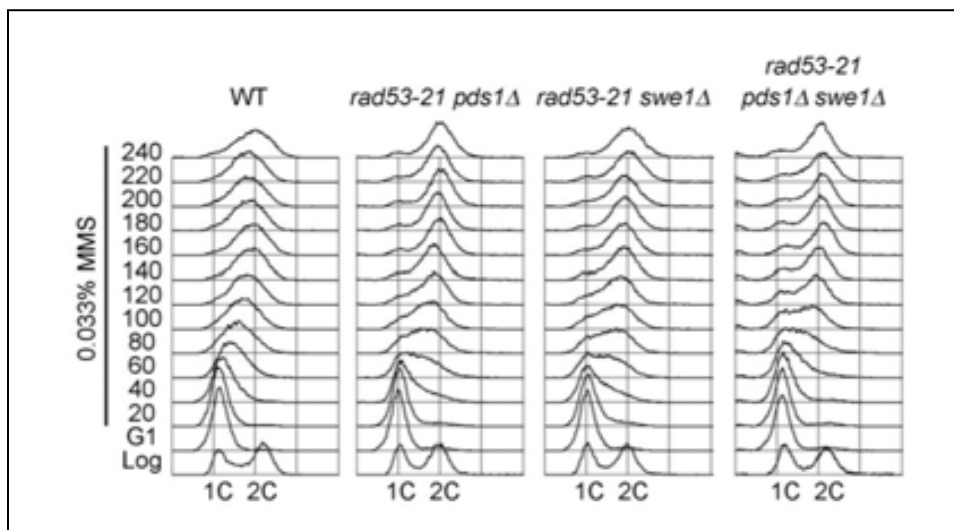 rad53-21
WT rad53-21 pds1Δ rad53-21 swe1Δ pds1Δ swe1Δ
0.033% MMS
240
220
200
180
160
140
120
100
80
60
40
20
G1
Log
1C 2C 1C 2C 1C 2C 1C 2C